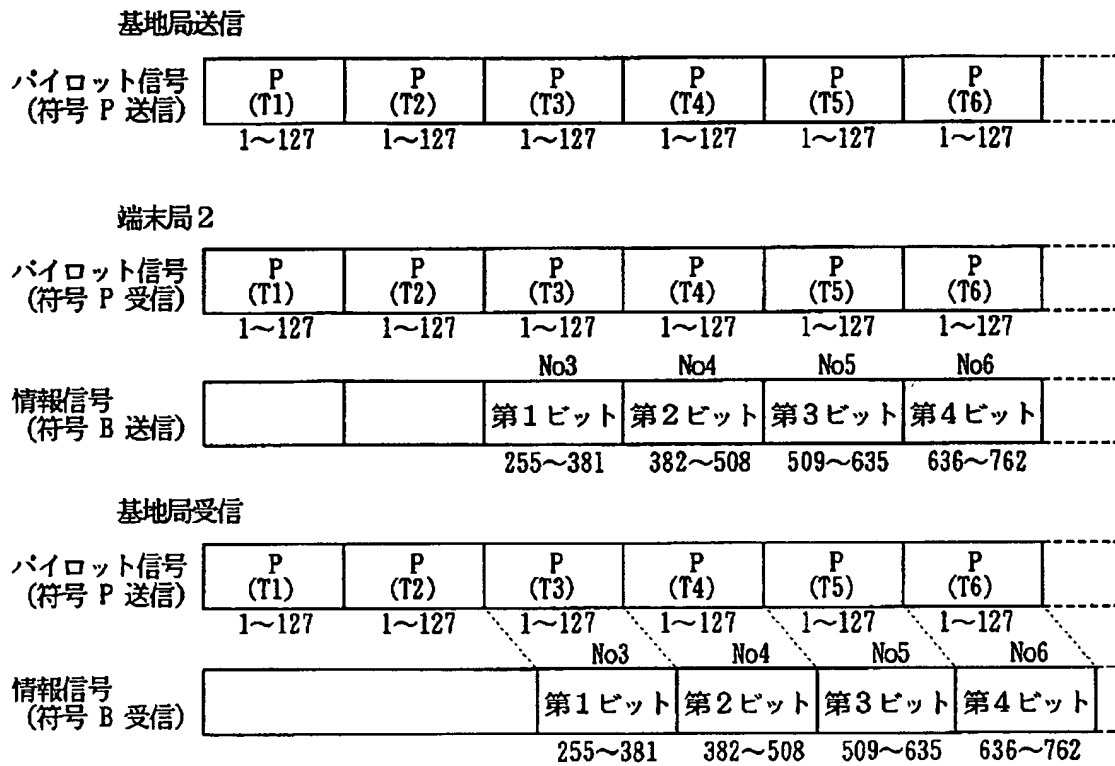 基地局送信
パイロット信号
(符号 P 送信)
P P P P P P
(T1) (T2) (T3) (T4) (T5) (T6)
1～127 1～127 1～127 1～127 1～127 1～127
端末局2
パイロット信号
(符号 P 受信)
P P P P P P
(T1) (T2) (T3) (T4) (T5) (T6)
1～127 1～127 1～127 1～127 1～127 1～127
No3 No4 No5 No6
情報信号
(符号 B 送信)
第1ビット 第2ビット 第3ビット 第4ビット
255～381 382～508 509～635 636～762
基地局受信
パイロット信号
(符号 P 送信)
P P P P P P
(T1) (T2) (T3) (T4) (T5) (T6)
1～127 1～127 1～127 1～127 1～127 1～127
No3 No4 No5 No6
情報信号
(符号 B 受信)
第1ビット 第2ビット 第3ビット 第4ビット
255～381 382～508 509～635 636～762